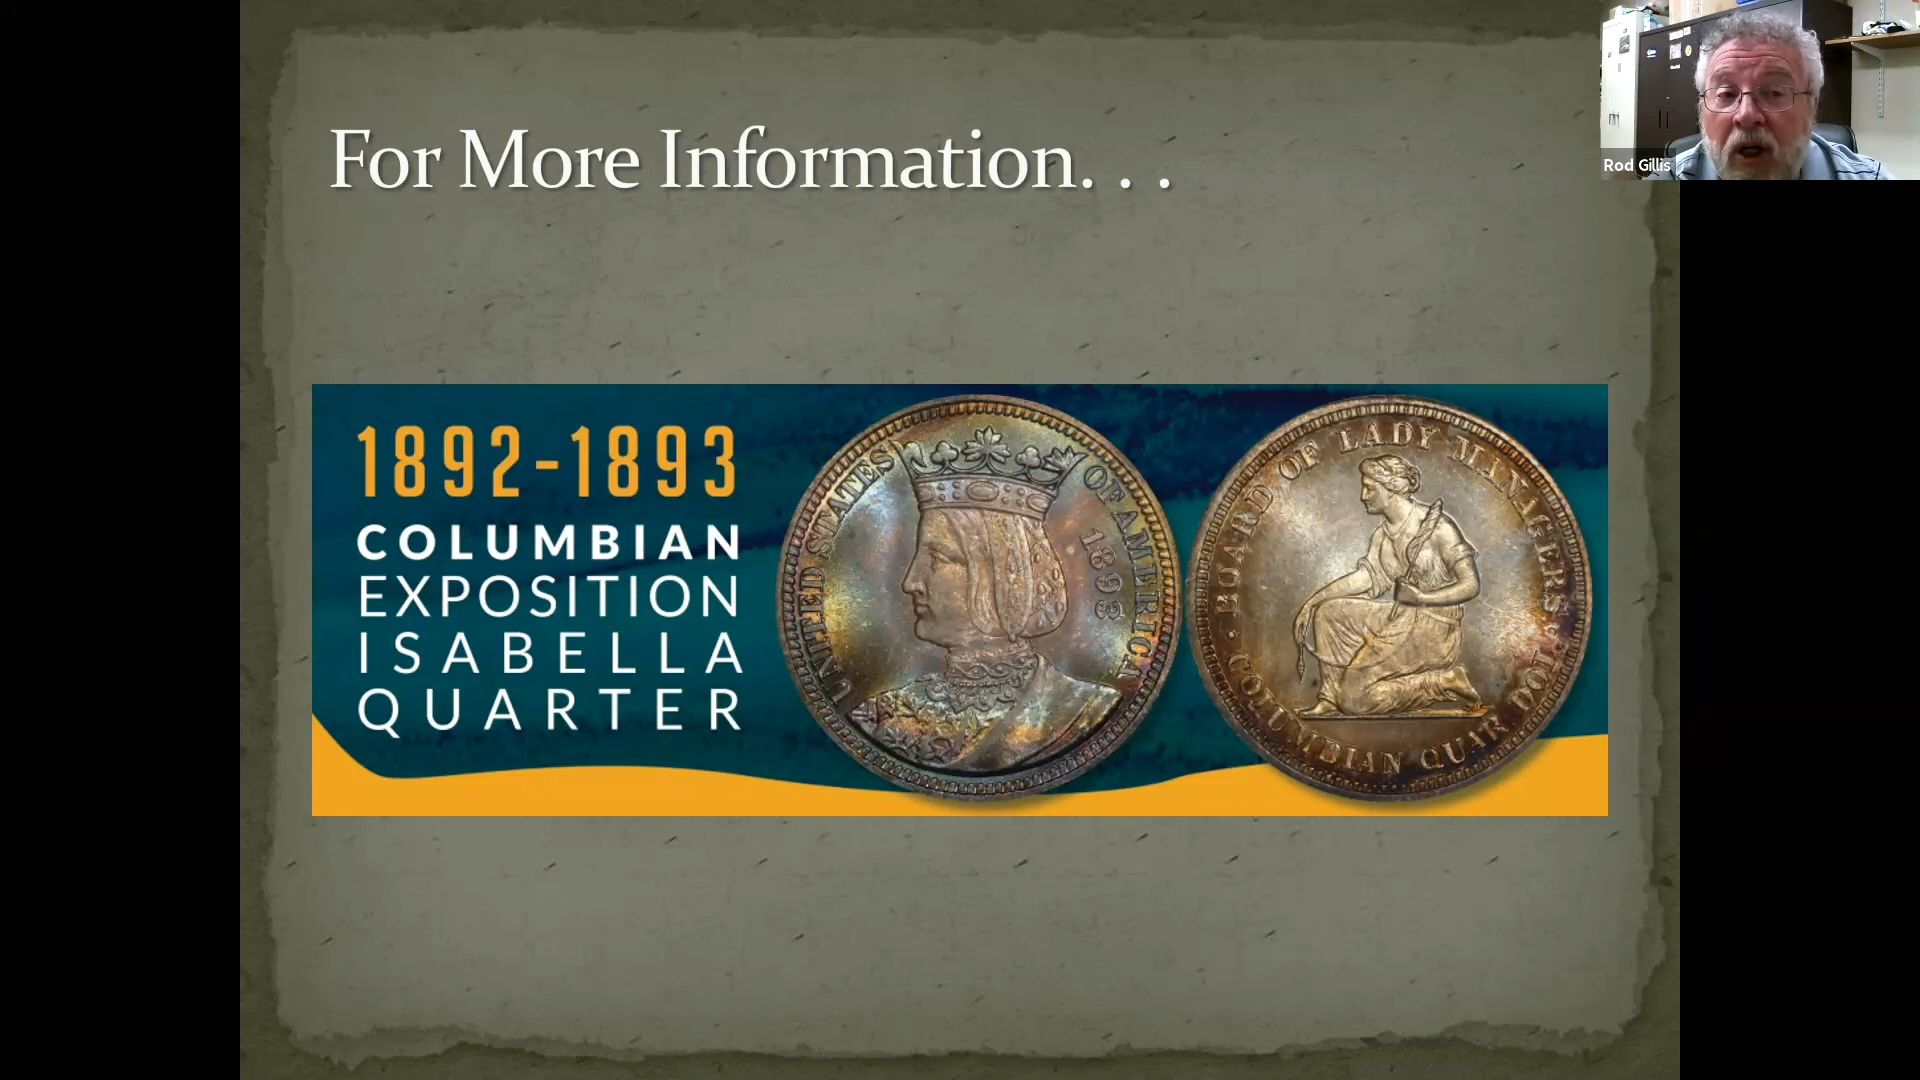 For More Information. . .
Rod Gillis
1892-1893
COLUMBIAN
EXPOSITION
ISABELLA
QUARTER
UNITED STATES OF AMERICA
1893
BOARD OF LADY MANAGERS
COLUMBIAN QUAR DOL.